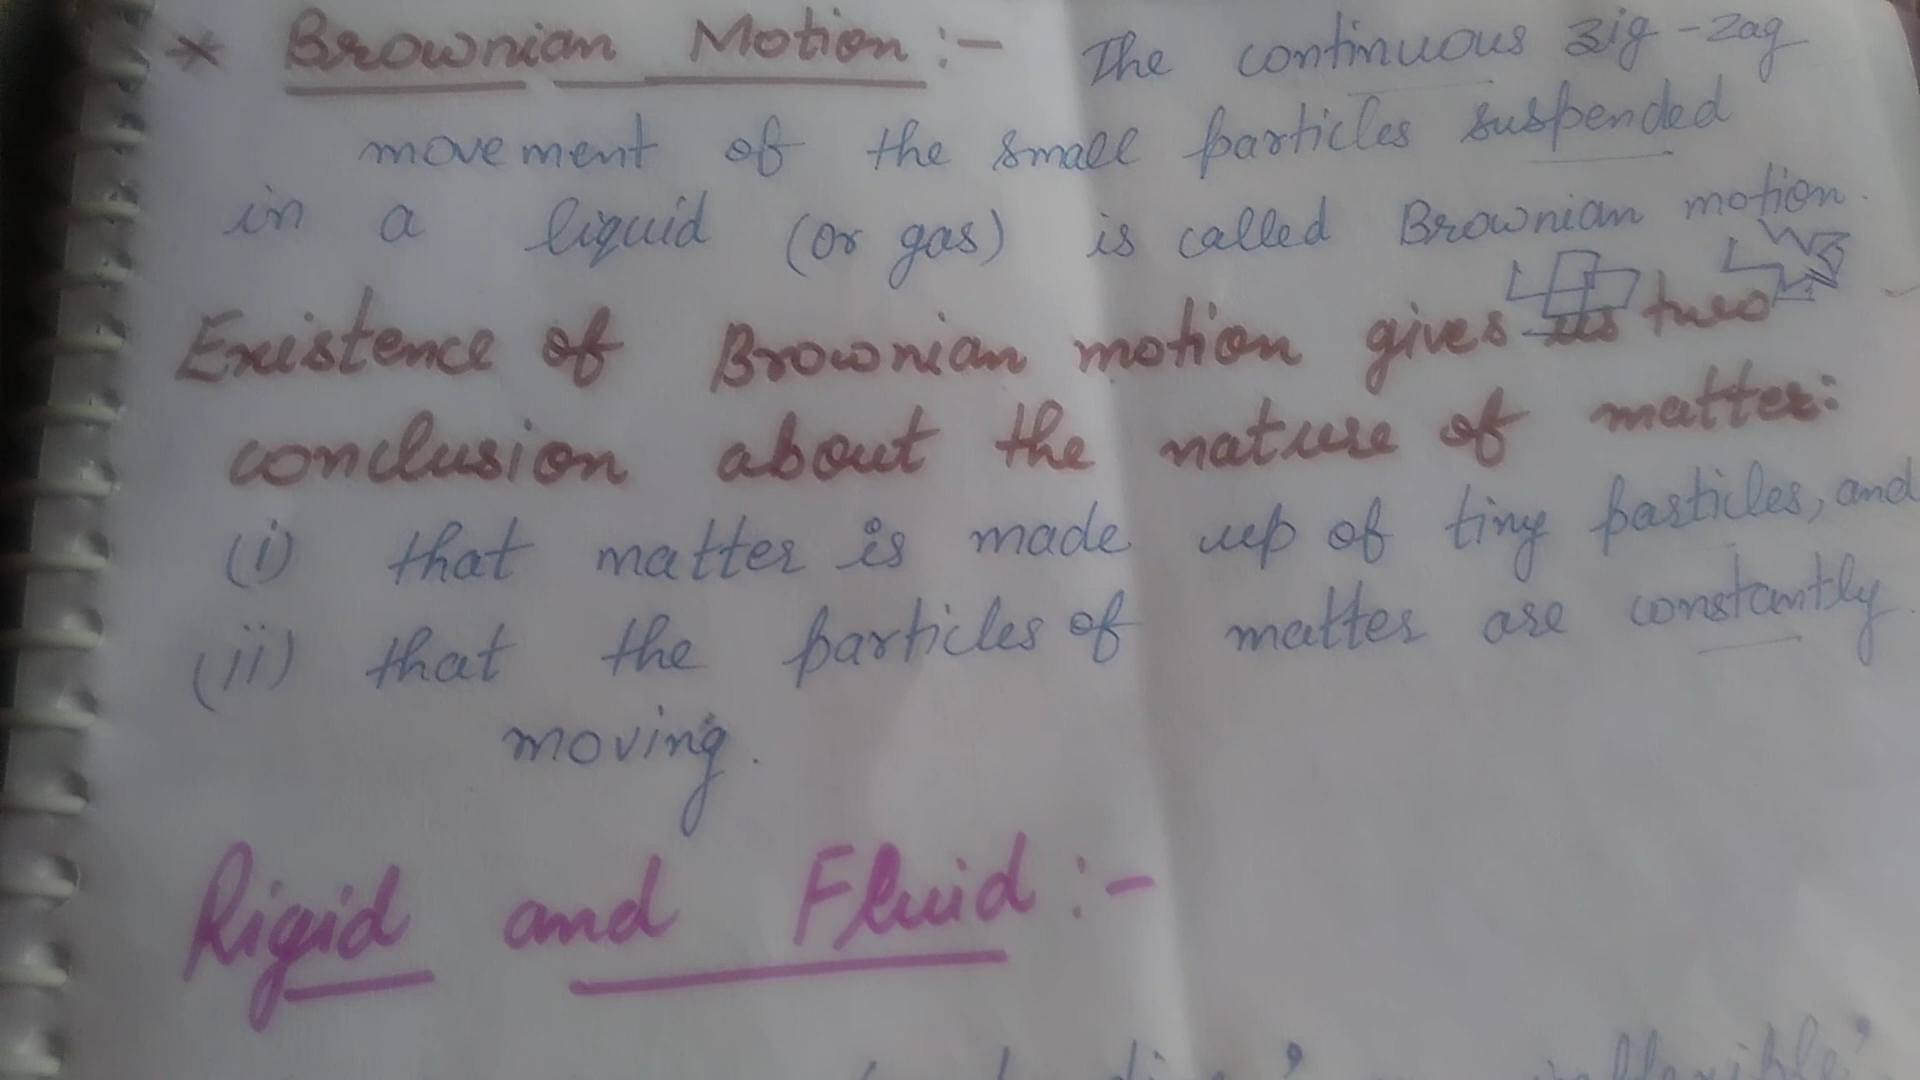 * Brownian Motion :- The continuous zig-zag
movement of the small particles suspended
in a liquid (or gas) is called Brownian motion.
Existence of Brownian motion gives us two
conclusion about the nature of matter:
(i) that matter is made up of tiny particles, and
(ii) that the particles of matter are constantly
moving.
Rigid and Fluid :-